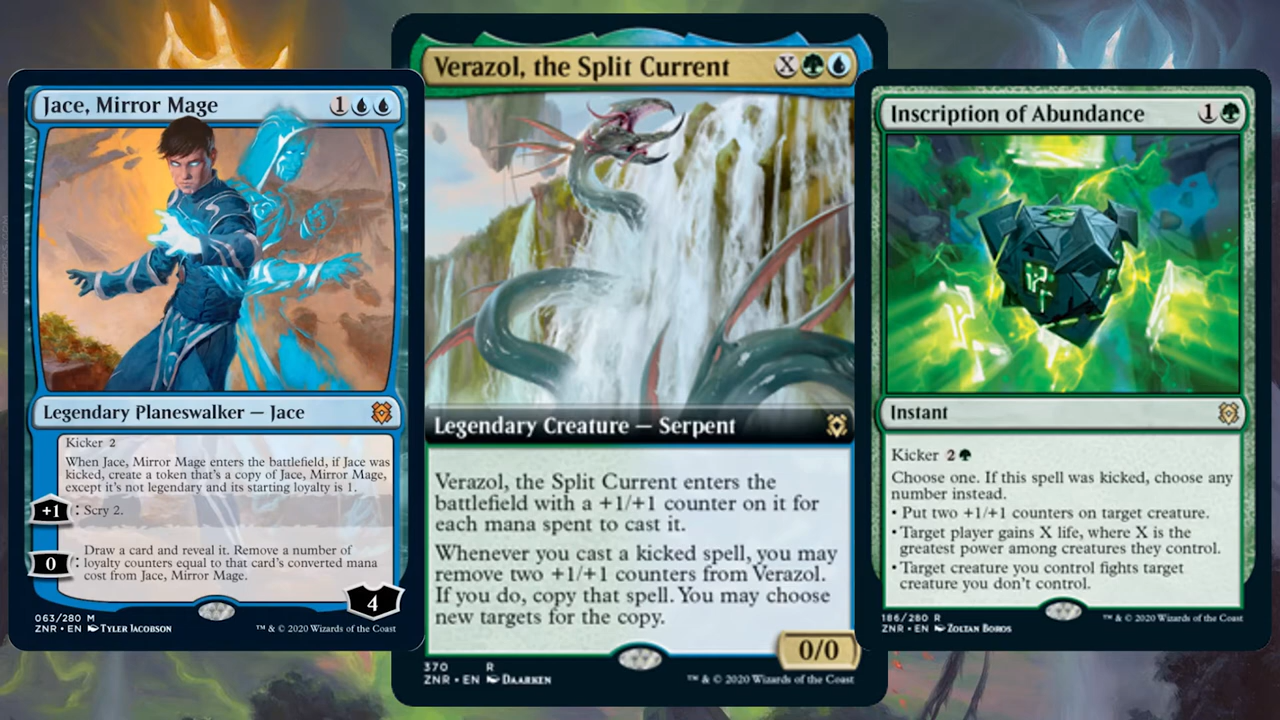 Jace, Mirror Mage 1
Legendary Planeswalker — Jace
Kicker 2
When Jace, Mirror Mage enters the battlefield, if Jace was
kicked, create a token that's a copy of Jace, Mirror Mage,
except it's not legendary and its starting loyalty is 1.
+1 : Scry 2.
Draw a card and reveal it. Remove a number of
0 : loyalty counters equal to that card's converted mana
cost from Jace, Mirror Mage.
4
063/280 M
ZNR • EN Tyler Jacobson ™ & © 2020 Wizards of the Coast
Verazol, the Split Current X
Legendary Creature — Serpent
Verazol, the Split Current enters the
battlefield with a +1/+1 counter on it for
each mana spent to cast it.
Whenever you cast a kicked spell, you may
remove two +1/+1 counters from Verazol.
If you do, copy that spell. You may choose
new targets for the copy.
0/0
370 R
ZNR • EN Daarken ™ & © 2020 Wizards of the Coast
Inscription of Abundance 1
Instant
Kicker 2
Choose one. If this spell was kicked, choose any
number instead.
• Put two +1/+1 counters on target creature.
• Target player gains X life, where X is the
greatest power among creatures they control.
• Target creature you control fights target
creature you don't control.
186/280 R
ZNR • EN Zoltan Boros ™ & © 2020 Wizards of the Coast